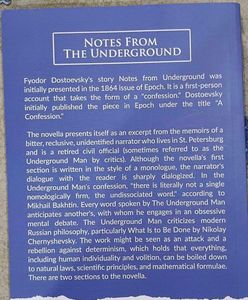 NOTES FROM
THE UNDERGROUND
Fyodor Dostoevsky's story Notes from Underground was
initially presented in the 1864 issue of Epoch. It is a first-person
account that takes the form of a "confession." Dostoevsky
initially published the piece in Epoch under the title "A
Confession."
The novella presents itself as an excerpt from the memoirs of a
bitter, reclusive, unidentified narrator who lives in St. Petersburg
and is a retired civil official (sometimes referred to as the
Underground Man by critics). Although the novella's first
section is written in the style of a monologue, the narrator's
dialogue with the reader is sharply dialogized. In the
Underground Man's confession, "there is literally not a single
nomologically firm, the undissociated word," according to
Mikhail Bakhtin. Every word spoken by The Underground Man
anticipates another's, with whom he engages in an obsessive
mental debate. The Underground Man criticizes modern
Russian philosophy, particularly What Is to Be Done by Nikolay
Chernyshevsky. The work might be seen as an attack and a
rebellion against determinism, which holds that everything,
including human individuality and volition, can be boiled down
to natural laws, scientific principles, and mathematical formulae.
There are two sections to the novella.